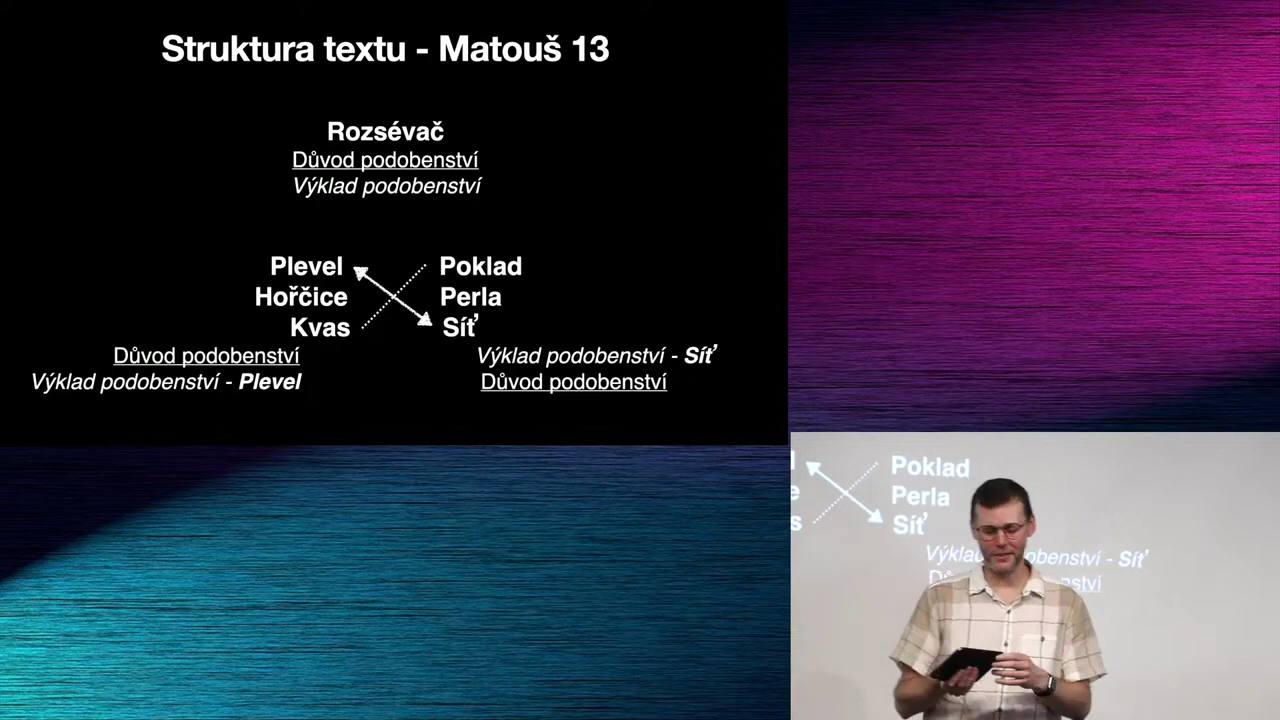 Struktura textu - Matouš 13
Rozsévač
Důvod podobenství
Výklad podobenství
Plevel
Hořčice
Kvas
Důvod podobenství
Výklad podobenství - Plevel
Poklad
Perla
Síť
Výklad podobenství - Síť
Důvod podobenství
Poklad
Perla
Síť
- Síť